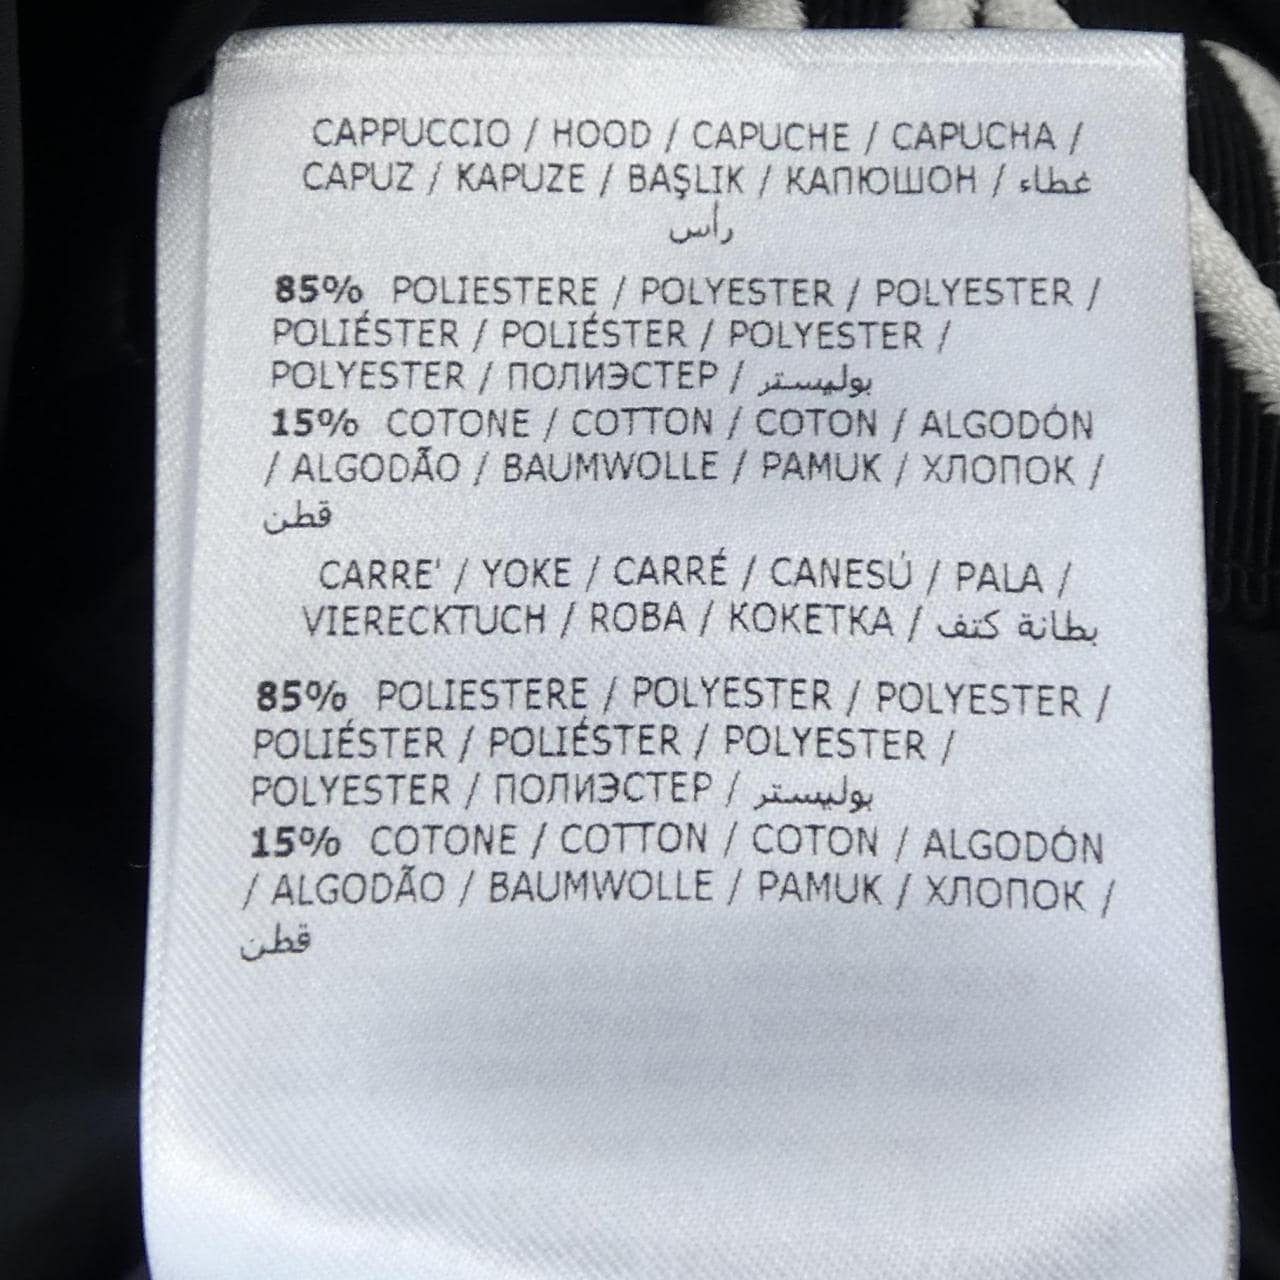 CAPPUCCIO / HOOD / CAPUCHE / CAPUCHA /
CAPUZ / KAPUZE / BAŞLIK / КАПЮШОН / غطاء
رأس
85% POLIESTERE / POLYESTER / POLYESTER /
POLIÉSTER / POLIÉSTER / POLYESTER /
POLYESTER / ПОЛИЭСТЕР / بوليستر
15% COTONE / COTTON / COTON / ALGODÓN
/ ALGODÃO / BAUMWOLLE / PAMUK / ХЛОПОК /
قطن
CARRE' / YOKE / CARRÉ / CANESÚ / PALA /
VIERECKTUCH / ROBA / КОКЕТКА / بطانة كتف
85% POLIESTERE / POLYESTER / POLYESTER /
POLIÉSTER / POLIÉSTER / POLYESTER /
POLYESTER / ПОЛИЭСТЕР / بوليستر
15% COTONE / COTTON / COTON / ALGODÓN
/ ALGODÃO / BAUMWOLLE / PAMUK / ХЛОПОК /
قطن